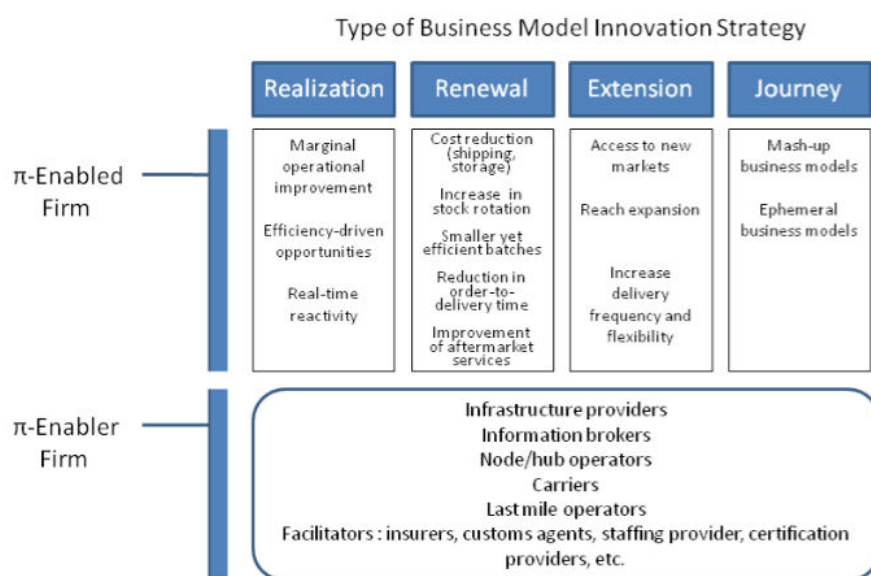 Type of Business Model Innovation Strategy
Realization
Renewal
Extension
Journey
π-Enabled
Firm
Marginal
operational
improvement
Efficiency-driven
opportunities
Real-time
reactivity
Cost reduction
(shipping,
storage)
Increase in
stock rotation
Smaller yet
efficient batches
Reduction in
order-to-
delivery time
Improvement
of aftermarket
services
Access to new
markets
Reach expansion
Increase
delivery
frequency and
flexibility
Mash-up
business models
Ephemeral
business models
π-Enabler
Firm
Infrastructure providers
Information brokers
Node/hub operators
Carriers
Last mile operators
Facilitators : insurers, customs agents, staffing provider, certification
providers, etc.